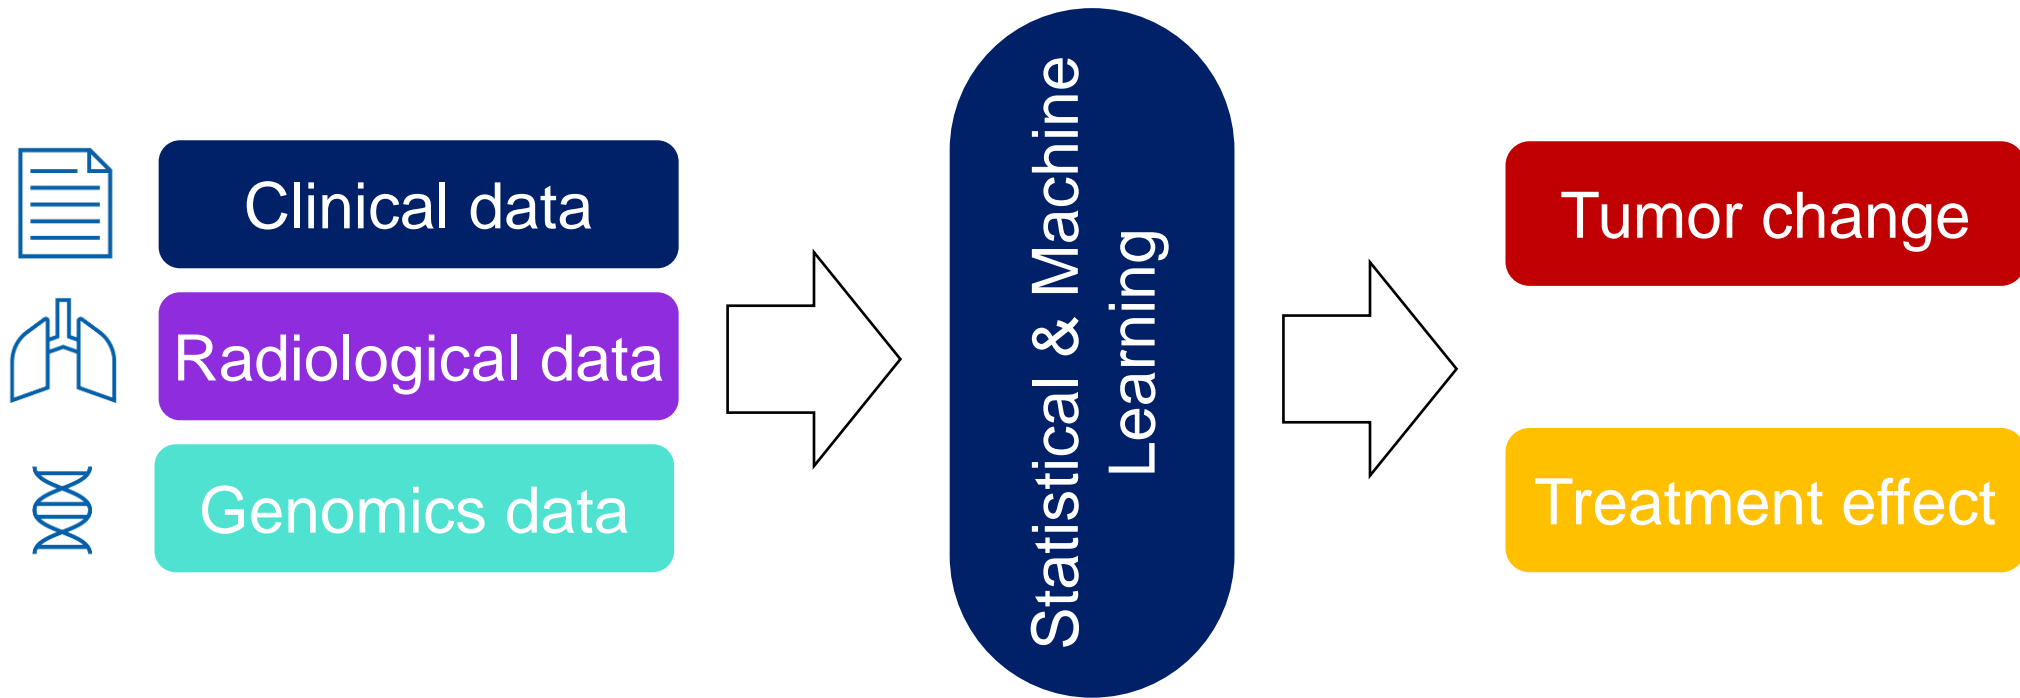 Clinical data
Radiological data
Genomics data
Statistical & Machine
Learning
Tumor change
Treatment effect